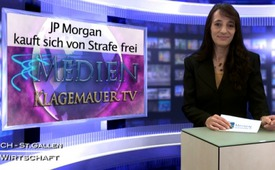 JP Morgan
kauft sich von Strafe frei
MEDIEN
KLAGEMAUER TV
CH - ST.GALLEN
WIRTSCHAFT